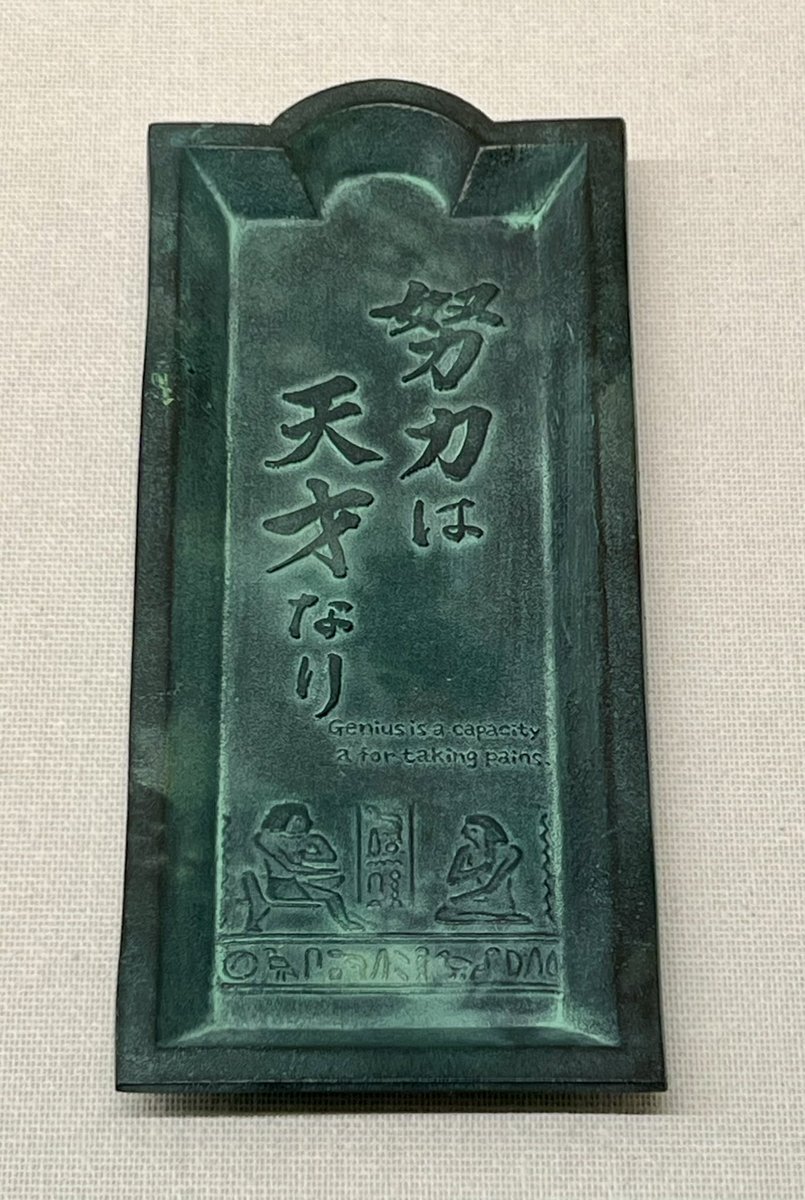 努力は
天才なり
Genius is a capacity
a for taking pains.